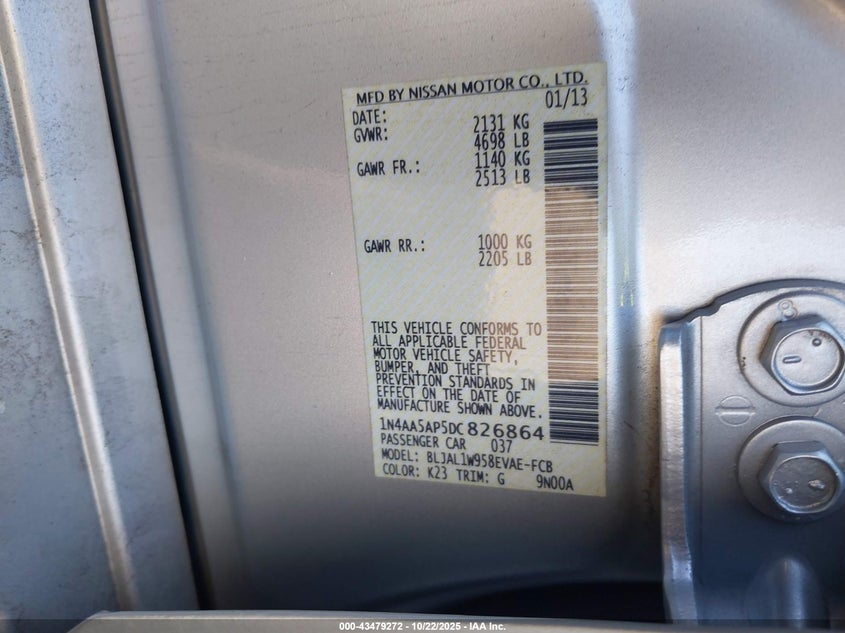 MFD BY NISSAN MOTOR CO., LTD.
DATE: 01/13
GVWR: 2131 KG
4698 LB
GAWR FR.: 1140 KG
2513 LB
GAWR RR.: 1000 KG
2205 LB
THIS VEHICLE CONFORMS TO
ALL APPLICABLE FEDERAL
MOTOR VEHICLE SAFETY,
BUMPER, AND THEFT
PREVENTION STANDARDS IN
EFFECT ON THE DATE OF
MANUFACTURE SHOWN ABOVE.
1N4AA5AP5DC826864
PASSENGER CAR 037
MODEL: BLJAL1W958EVAE-FCB
COLOR: K23 TRIM: G 9N00A
8
000-43479272 - 10/22/2025 - IAA Inc.